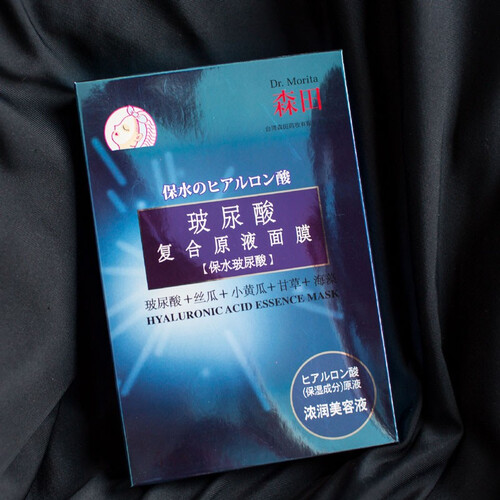 Dr. Morita
森田
保水のヒアルロン酸
玻尿酸
复合原液面膜
【保水玻尿酸】
玻尿酸+丝瓜+小黄瓜+甘草+海藻
HYALURONIC ACID ESSENCE MASK
ヒアルロン酸
(保湿成分)原液
浓润美容液